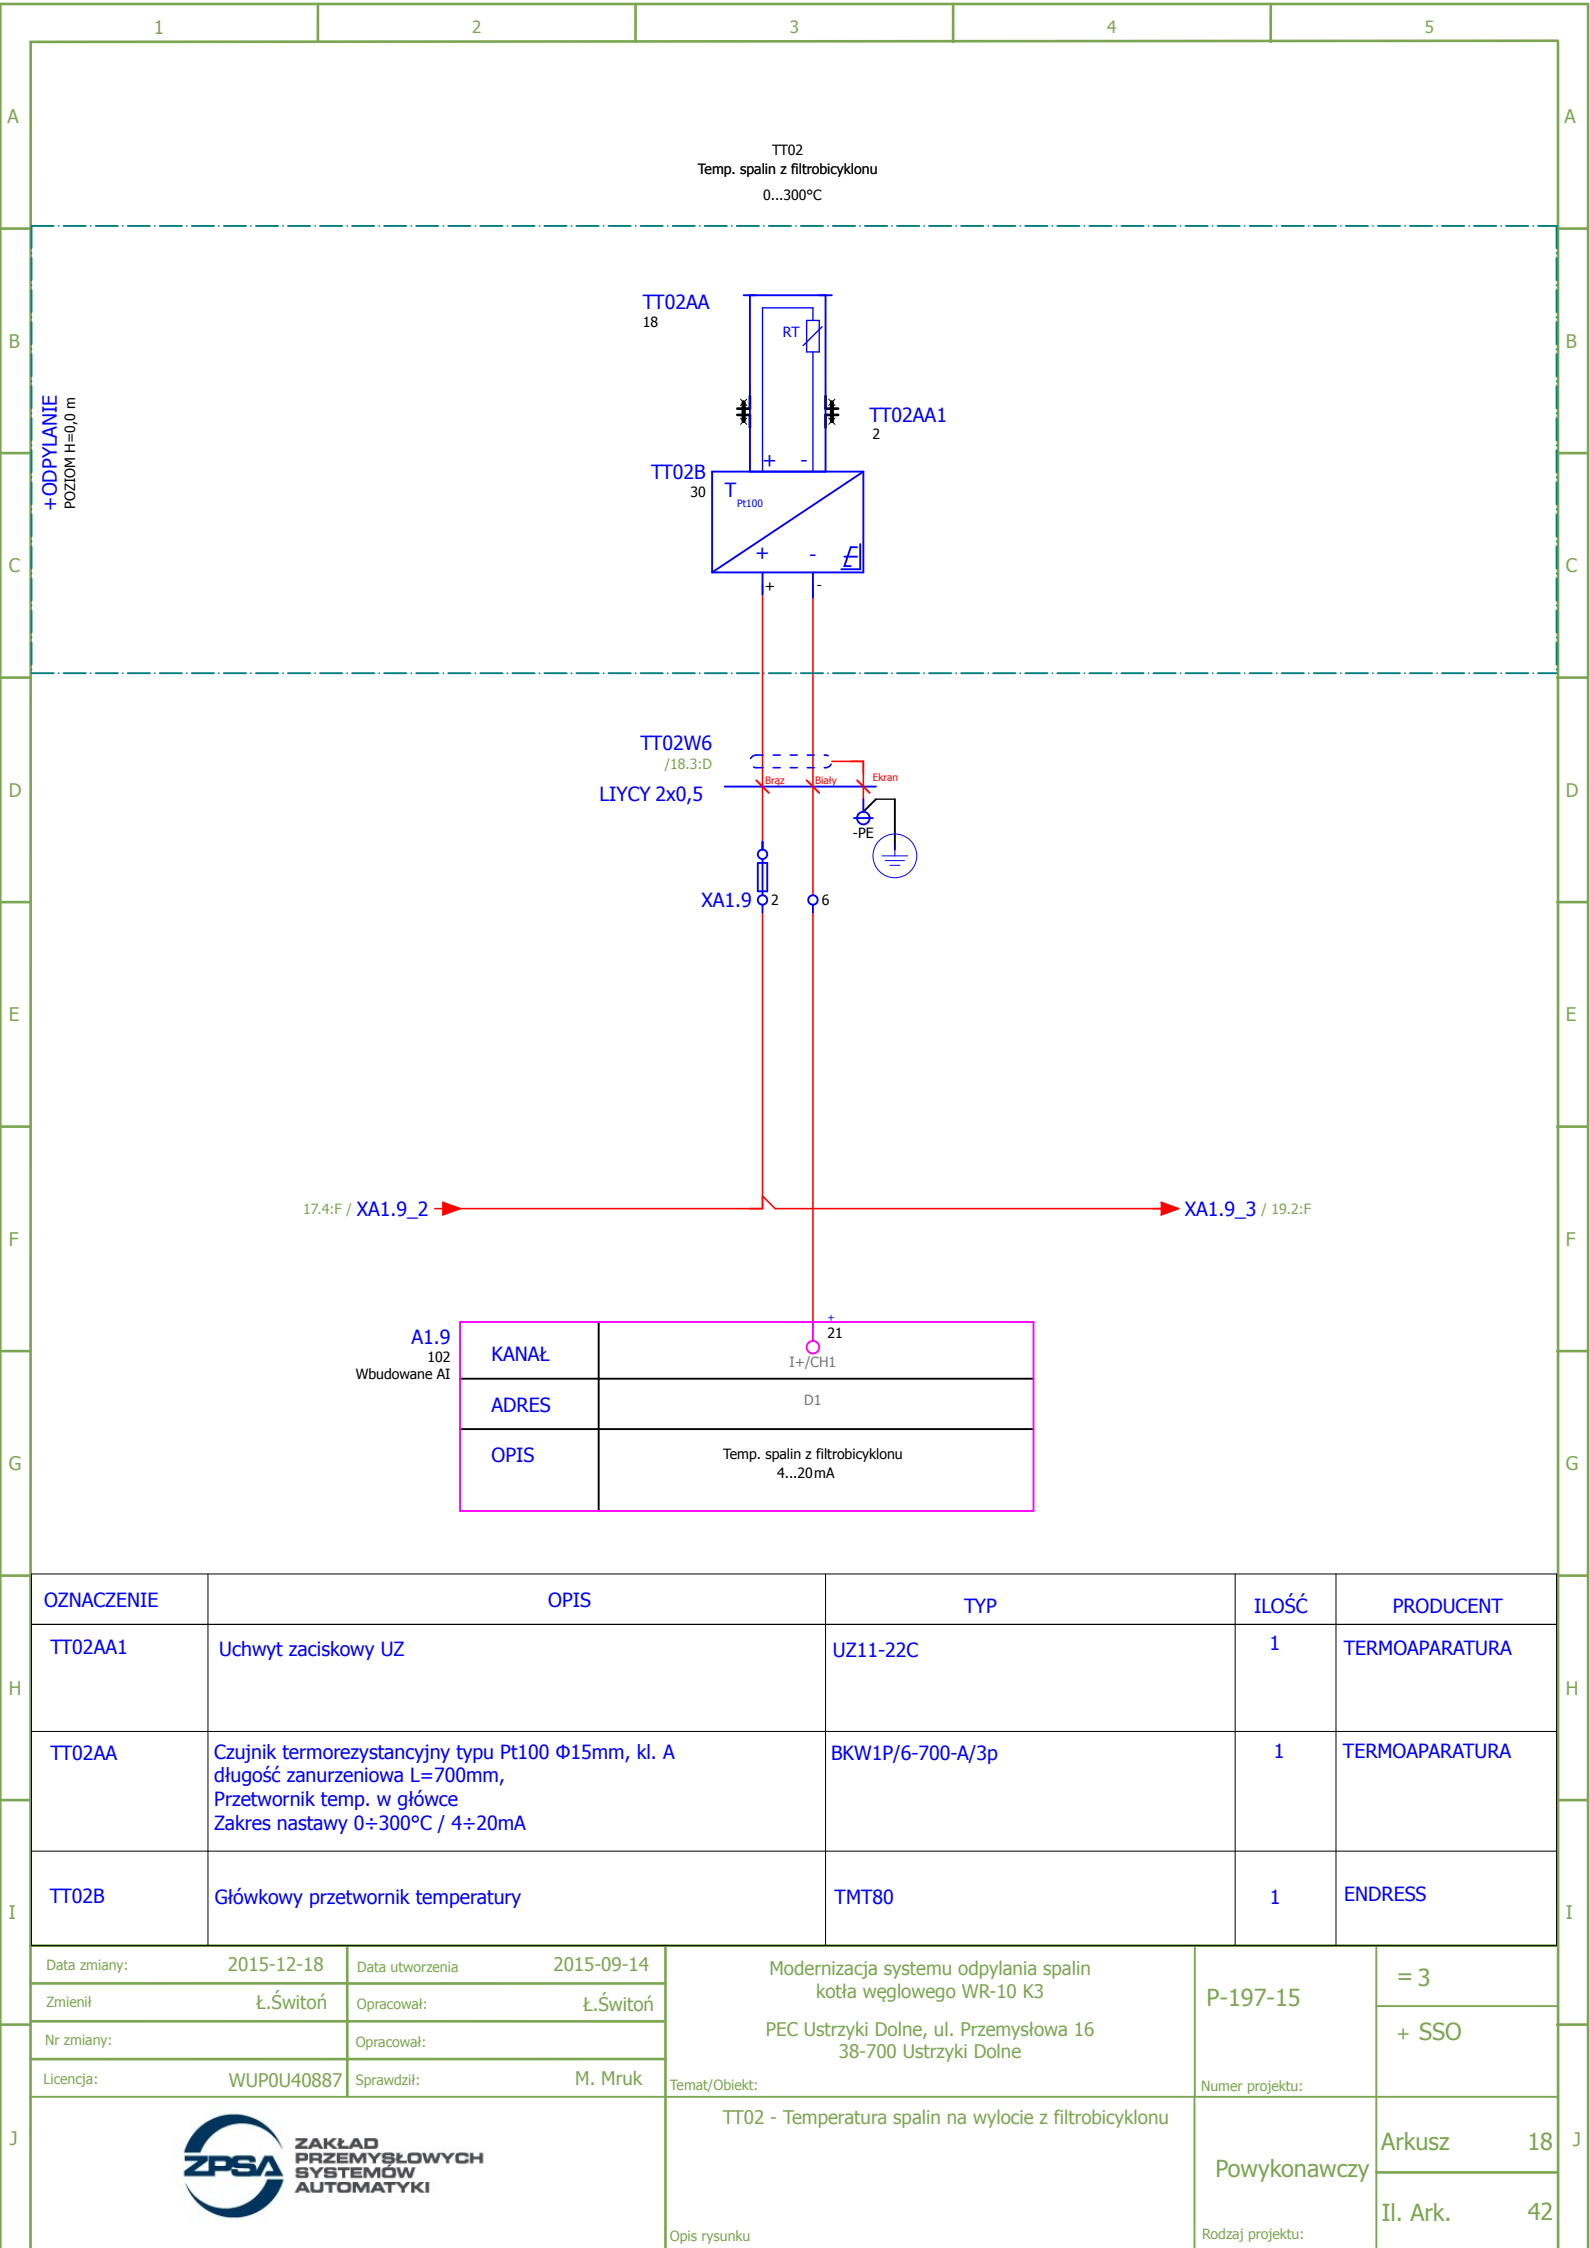 1 2 3 4 5
A A
TT02
Temp. spalin z filtrobicyklonu
0...300°C
B B
+ODPYLANIE
POZIOM H=0,0 m
TT02AA
18
RT
TT02AA1
2
+ -
TT02B
30
T
Pt100
+ -
+ -
C C
TT02W6
/18.3:D
LIYCY 2x0,5
Brąz Biały Ekran
-PE
D D
XA1.9 2 6
E E
17.4:F / XA1.9_2
XA1.9_3 / 19.2:F
F F
A1.9
102
Wbudowane AI
+
21
KANAŁ I+/CH1
ADRES D1
OPIS Temp. spalin z filtrobicyklonu
4...20mA
G G
OZNACZENIE OPIS TYP ILOŚĆ PRODUCENT
TT02AA1 Uchwyt zaciskowy UZ UZ11-22C 1 TERMOAPARATURA
H H
TT02AA Czujnik termorezystancyjny typu Pt100 Φ15mm, kl. A BKW1P/6-700-A/3p 1 TERMOAPARATURA
długość zanurzeniowa L=700mm,
Przetwornik temp. w główce
Zakres nastawy 0÷300°C / 4÷20mA
TT02B Główkowy przetwornik temperatury TMT80 1 ENDRESS
I I
Data zmiany: 2015-12-18 Data utworzenia 2015-09-14
Zmienił Ł.Świtoń Opracował: Ł.Świtoń
Nr zmiany: Opracował:
Licencja: WUP0U40887 Sprawdził: M. Mruk
Modernizacja systemu odpylania spalin
kotła węglowego WR-10 K3
PEC Ustrzyki Dolne, ul. Przemysłowa 16
38-700 Ustrzyki Dolne
Temat/Obiekt:
P-197-15
Numer projektu:
= 3
+ SSO
J J
ZPSA
ZAKŁAD
PRZEMYSŁOWYCH
SYSTEMÓW
AUTOMATYKI
TT02 - Temperatura spalin na wylocie z filtrobicyklonu
Opis rysunku
Powykonawczy
Rodzaj projektu:
Arkusz 18
Il. Ark. 42